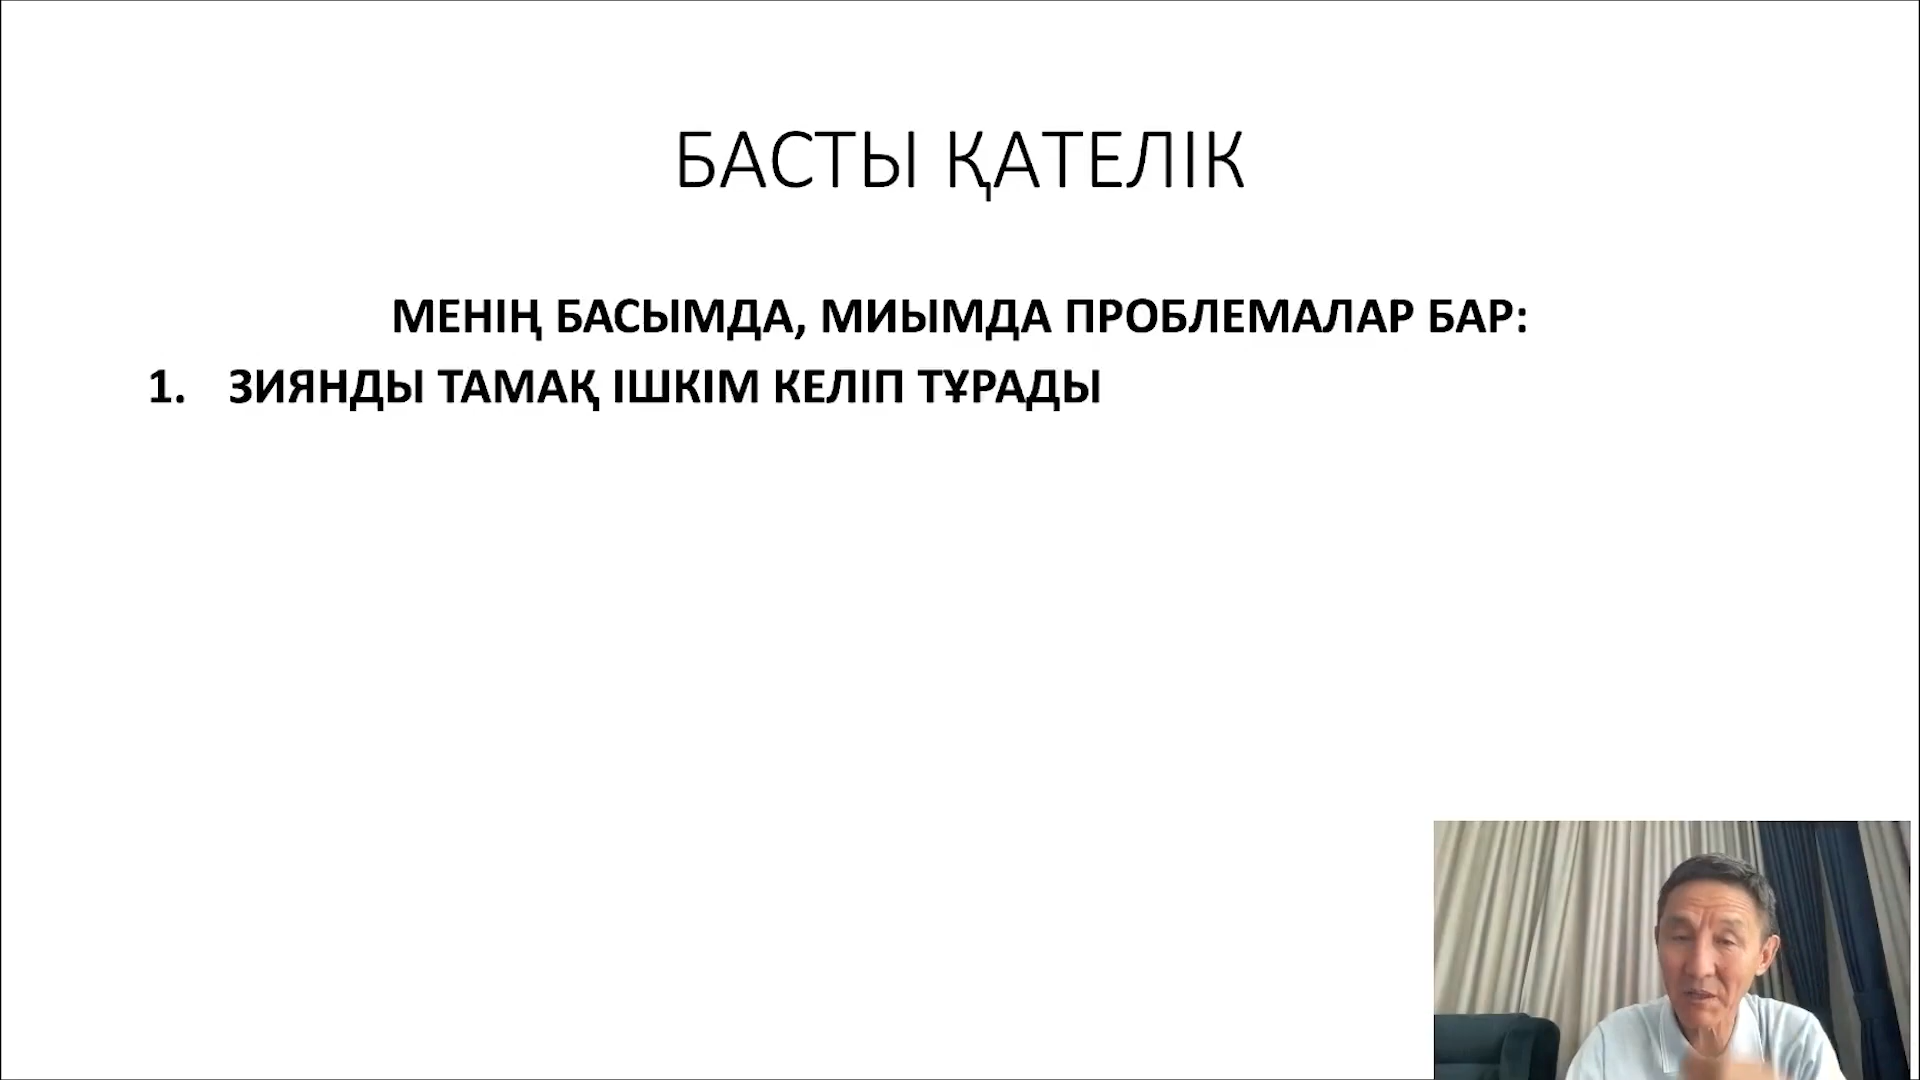 БАСТЫ ҚАТЕЛІК
МЕНІҢ БАСЫМДА, МИЫМДА ПРОБЛЕМАЛАР БАР:
1. ЗИЯНДЫ ТАМАҚ ІШКІМ КЕЛІП ТҰРАДЫ